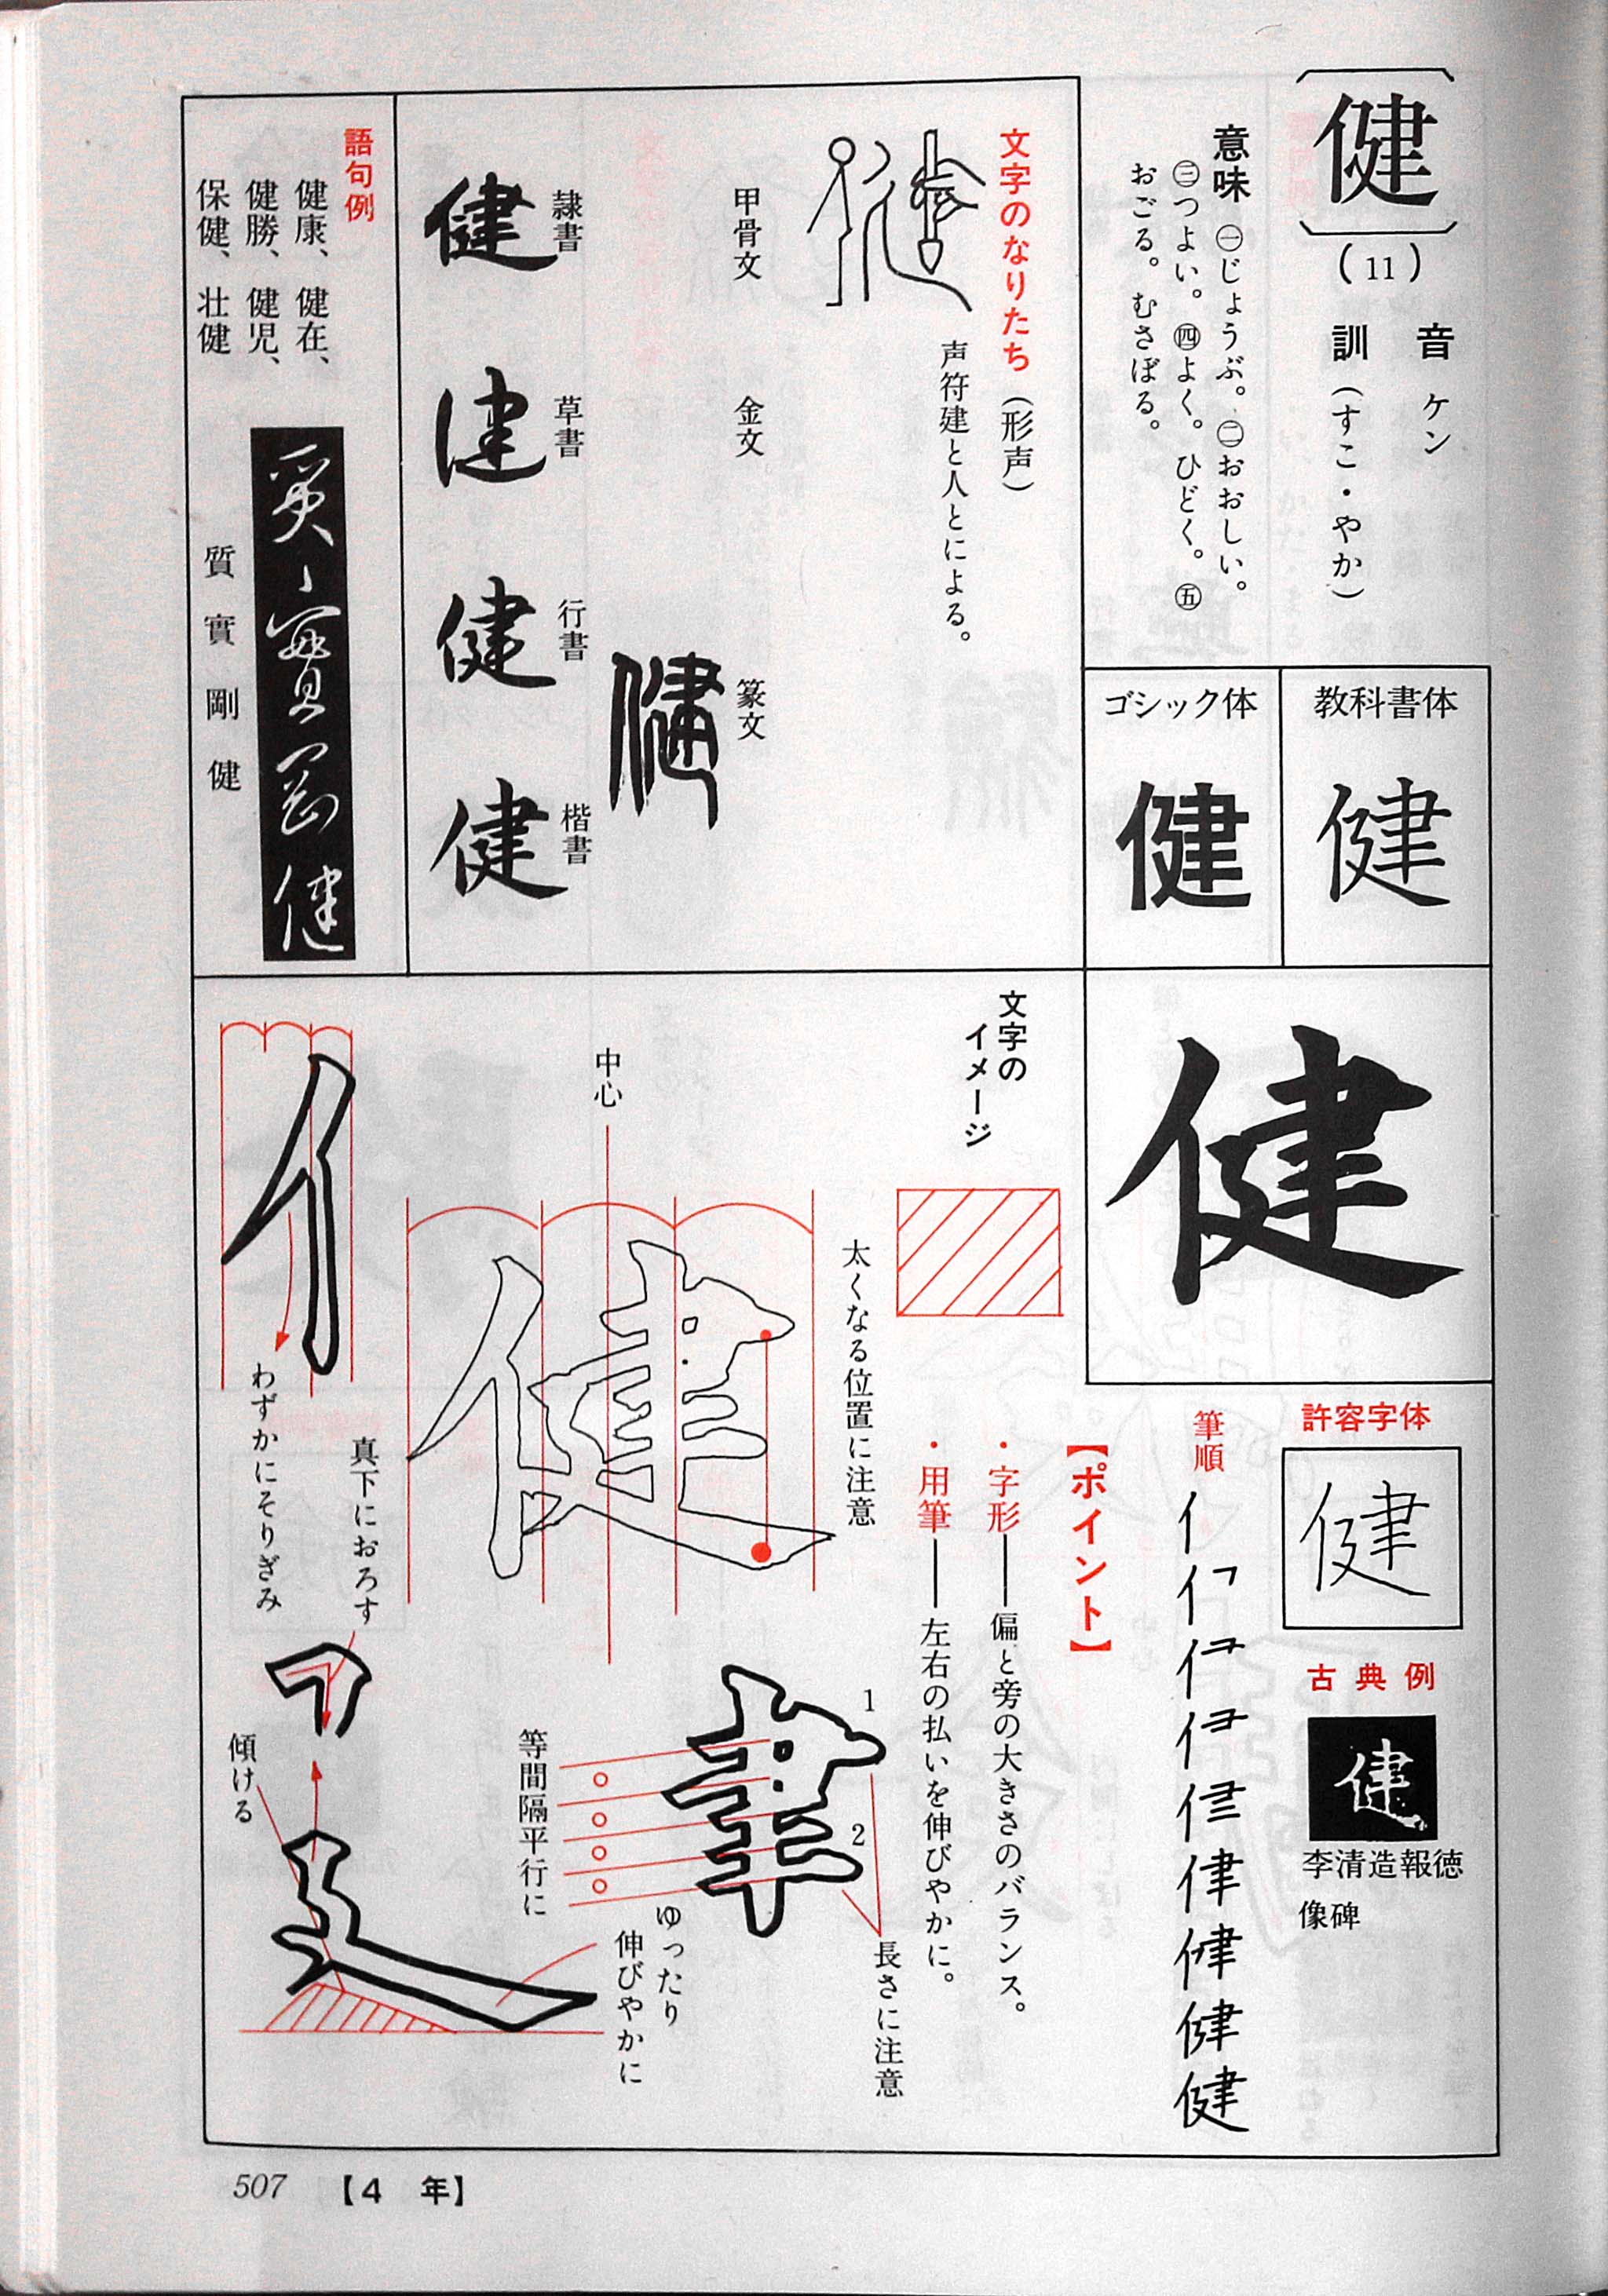 健
(11)
音 ケン
訓 (すこ・やか)
意味 ㊀じょうぶ。㊁おおしい。
㊂つよい。㊃よく。ひどく。㊄
おごる。むさぼる。
教科書体
健
ゴシック体
健
健
許容字体
健
古典例
健
李清造報徳
像碑
筆順
健
【ポイント】
・字形——偏と旁の大きさのバランス。
・用筆——左右の払いを伸びやかに。
文字のなりたち (形声)
声符建と人とによる。
甲骨文
金文
篆文
健
隷書
健
草書
健
行書
健
楷書
健
語句例
健康、健在、
健勝、健児、
保健、壮健
質實剛健
文字の
イメージ
太くなる位置に注意
中心
健
わずかにそりぎみ
真下におろす
傾ける
1
2
長さに注意
等間隔平行に
ゆったり
伸びやかに
507
【4 年】